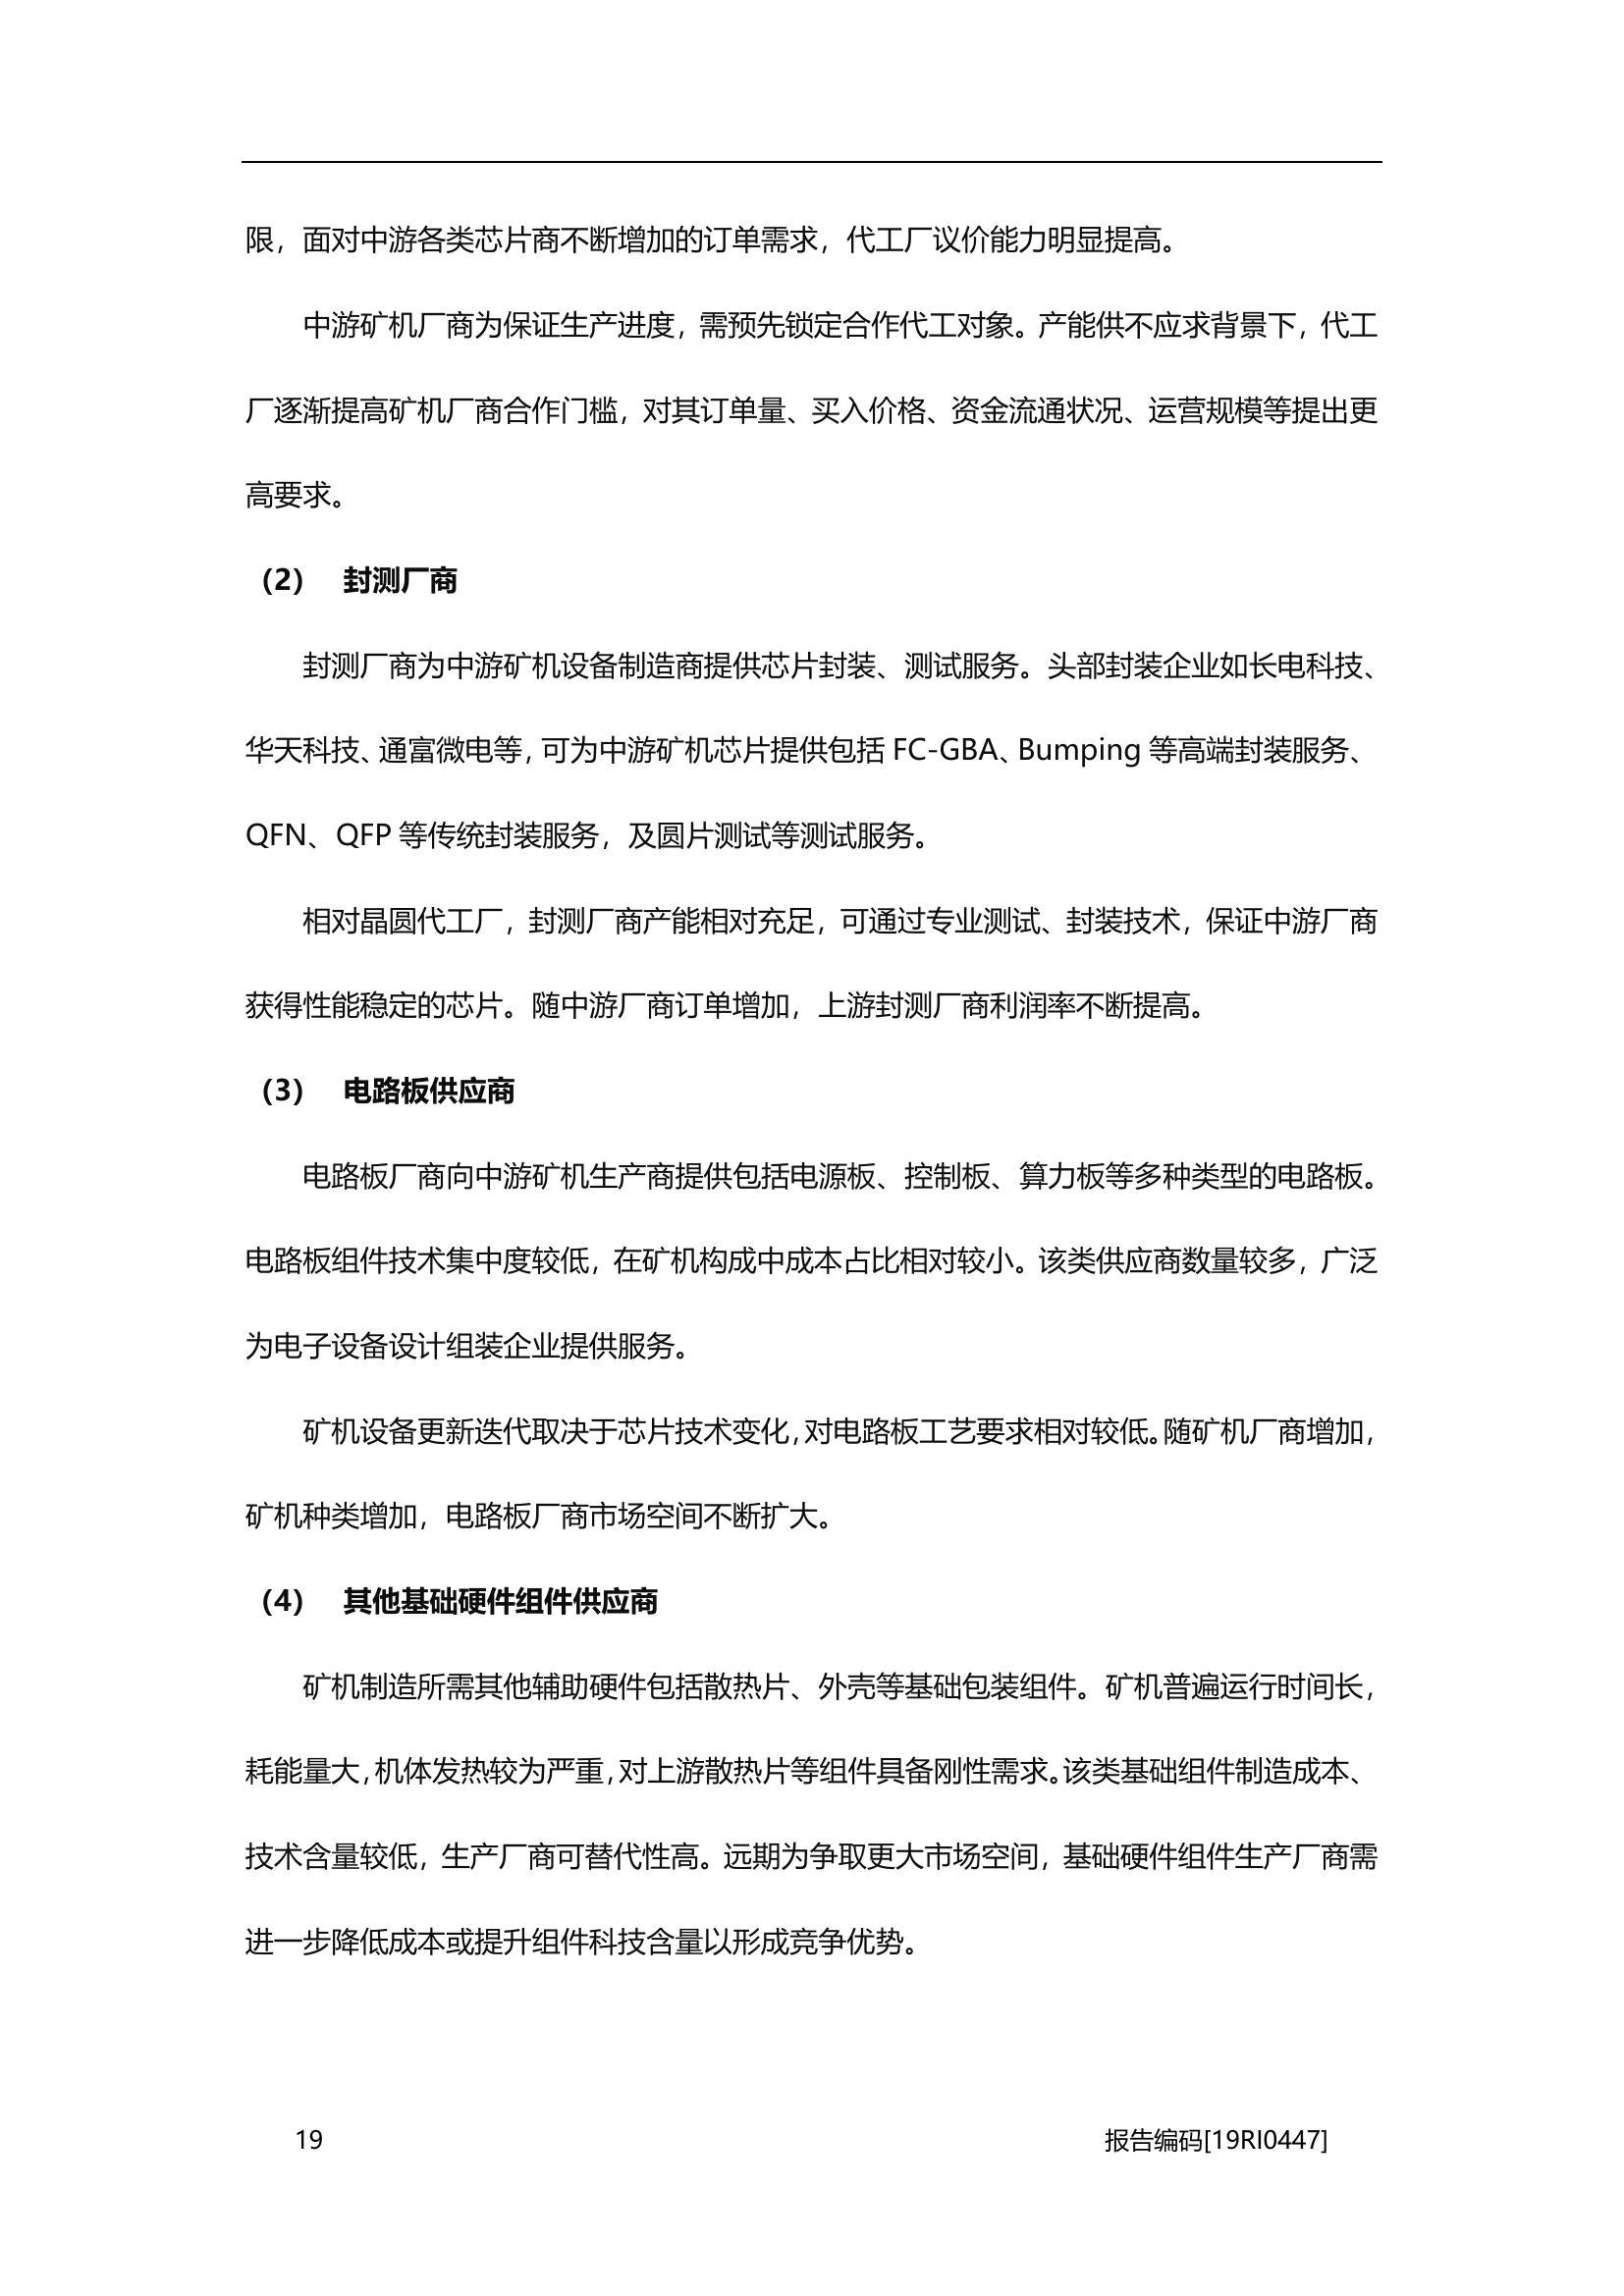 限，面对中游各类芯片商不断增加的订单需求，代工厂议价能力明显提高。
中游矿机厂商为保证生产进度，需预先锁定合作代工对象。产能供不应求背景下，代工
厂逐渐提高矿机厂商合作门槛，对其订单量、买入价格、资金流通状况、运营规模等提出更
高要求。
（2） 封测厂商
封测厂商为中游矿机设备制造商提供芯片封装、测试服务。头部封装企业如长电科技、
华天科技、通富微电等，可为中游矿机芯片提供包括 FC-GBA、Bumping 等高端封装服务、
QFN、QFP 等传统封装服务，及圆片测试等测试服务。
相对晶圆代工厂，封测厂商产能相对充足，可通过专业测试、封装技术，保证中游厂商
获得性能稳定的芯片。随中游厂商订单增加，上游封测厂商利润率不断提高。
（3） 电路板供应商
电路板厂商向中游矿机生产商提供包括电源板、控制板、算力板等多种类型的电路板。
电路板组件技术集中度较低，在矿机构成中成本占比相对较小。该类供应商数量较多，广泛
为电子设备设计组装企业提供服务。
矿机设备更新迭代取决于芯片技术变化，对电路板工艺要求相对较低。随矿机厂商增加，
矿机种类增加，电路板厂商市场空间不断扩大。
（4） 其他基础硬件组件供应商
矿机制造所需其他辅助硬件包括散热片、外壳等基础包装组件。矿机普遍运行时间长，
耗能量大，机体发热较为严重，对上游散热片等组件具备刚性需求。该类基础组件制造成本、
技术含量较低，生产厂商可替代性高。远期为争取更大市场空间，基础硬件组件生产厂商需
进一步降低成本或提升组件科技含量以形成竞争优势。
19 报告编码[19RI0447]